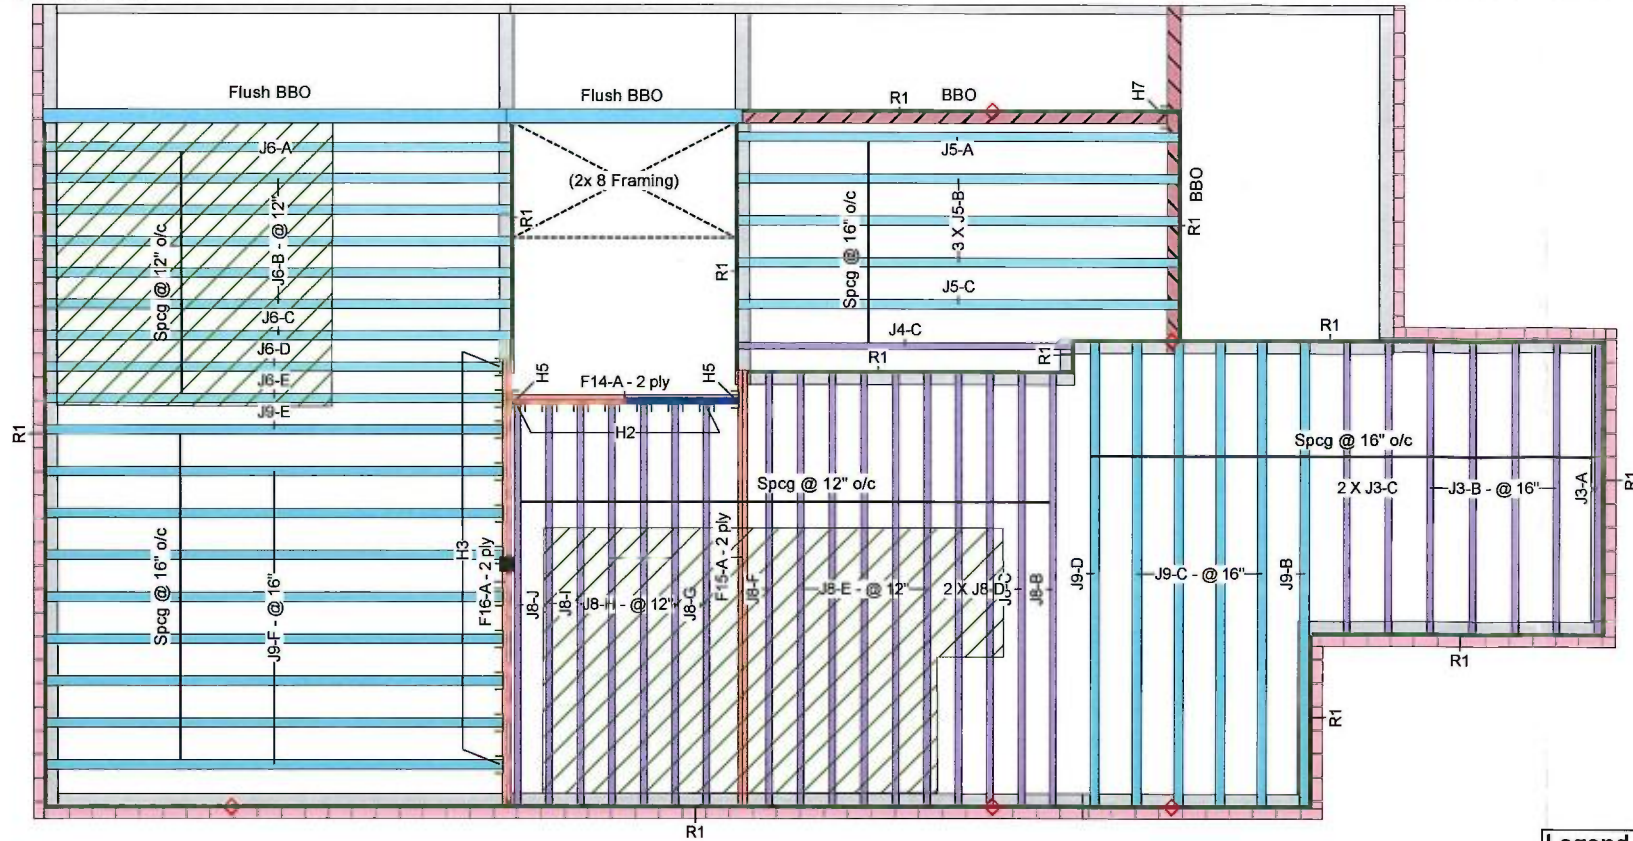 Flush BBO
Flush BBO
R1
BBO
H7
J6-A
(2x 8 Framing)
J5-A
BBO
R1
Spcg @ 12" o/c
J6-B - @ 12"
R1
Spcg @ 16" o/c
3 X J5-B
R1
J5-C
J6-C
J6-D
J4-C
R1
R1
R1
J6-E
J9-E
H5
F14-A - 2 ply
H5
R1
H2
Spcg @ 16" o/c
Spcg @ 12" o/c
2 X J3-C
J3-B - @ 16"
J3-A
R1
Spcg @ 16" o/c
J9-F - @ 16"
H3
F16-A - 2 ply
J8-J
J8-I
J8-H - @ 12"
J8-G
F15-A - 2 ply
J8-F
J8-E - @ 12"
2 X J8-D
J8-B
J9-D
J9-C - @ 16"
J9-B
R1
R1
R1
Legend